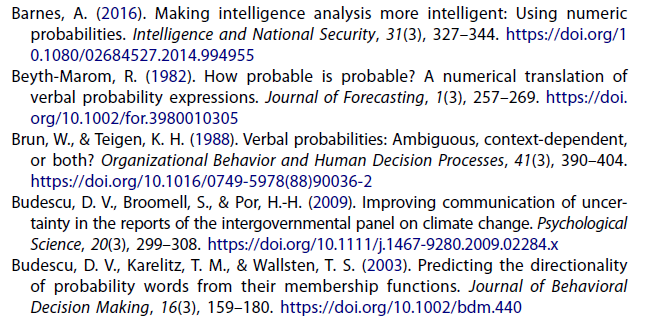 Barnes, A. (2016). Making intelligence analysis more intelligent: Using numeric
probabilities. Intelligence and National Security, 31(3), 327–344. https://doi.org/1
0.1080/02684527.2014.994955
Beyth-Marom, R. (1982). How probable is probable? A numerical translation of
verbal probability expressions. Journal of Forecasting, 1(3), 257–269. https://doi.
org/10.1002/for.3980010305
Brun, W., & Teigen, K. H. (1988). Verbal probabilities: Ambiguous, context-dependent,
or both? Organizational Behavior and Human Decision Processes, 41(3), 390–404.
https://doi.org/10.1016/0749-5978(88)90036-2
Budescu, D. V., Broomell, S., & Por, H.-H. (2009). Improving communication of uncer-
tainty in the reports of the intergovernmental panel on climate change. Psychological
Science, 20(3), 299–308. https://doi.org/10.1111/j.1467-9280.2009.02284.x
Budescu, D. V., Karelitz, T. M., & Wallsten, T. S. (2003). Predicting the directionality
of probability words from their membership functions. Journal of Behavioral
Decision Making, 16(3), 159–180. https://doi.org/10.1002/bdm.440